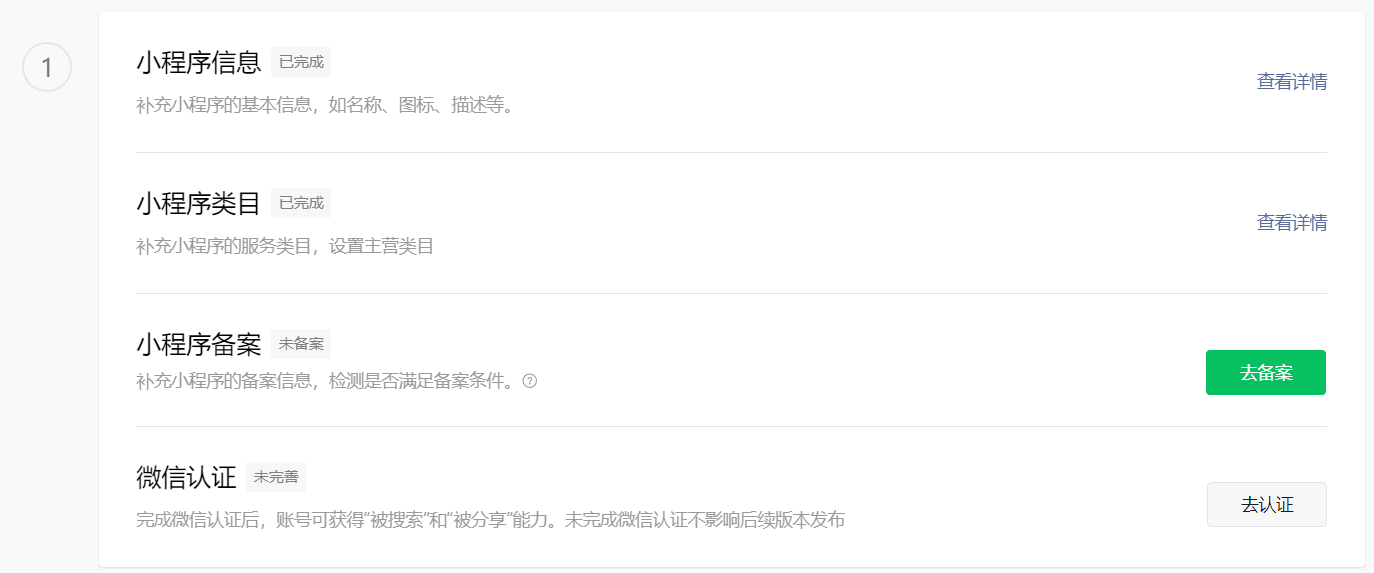 1
小程序信息 已完成
查看详情
补充小程序的基本信息，如名称、图标、描述等。
小程序类目 已完成
查看详情
补充小程序的服务类目，设置主营类目
小程序备案 未备案
去备案
补充小程序的备案信息，检测是否满足备案条件。 ?
微信认证 未完善
去认证
完成微信认证后，账号可获得“被搜索”和“被分享”能力。未完成微信认证不影响后续版本发布